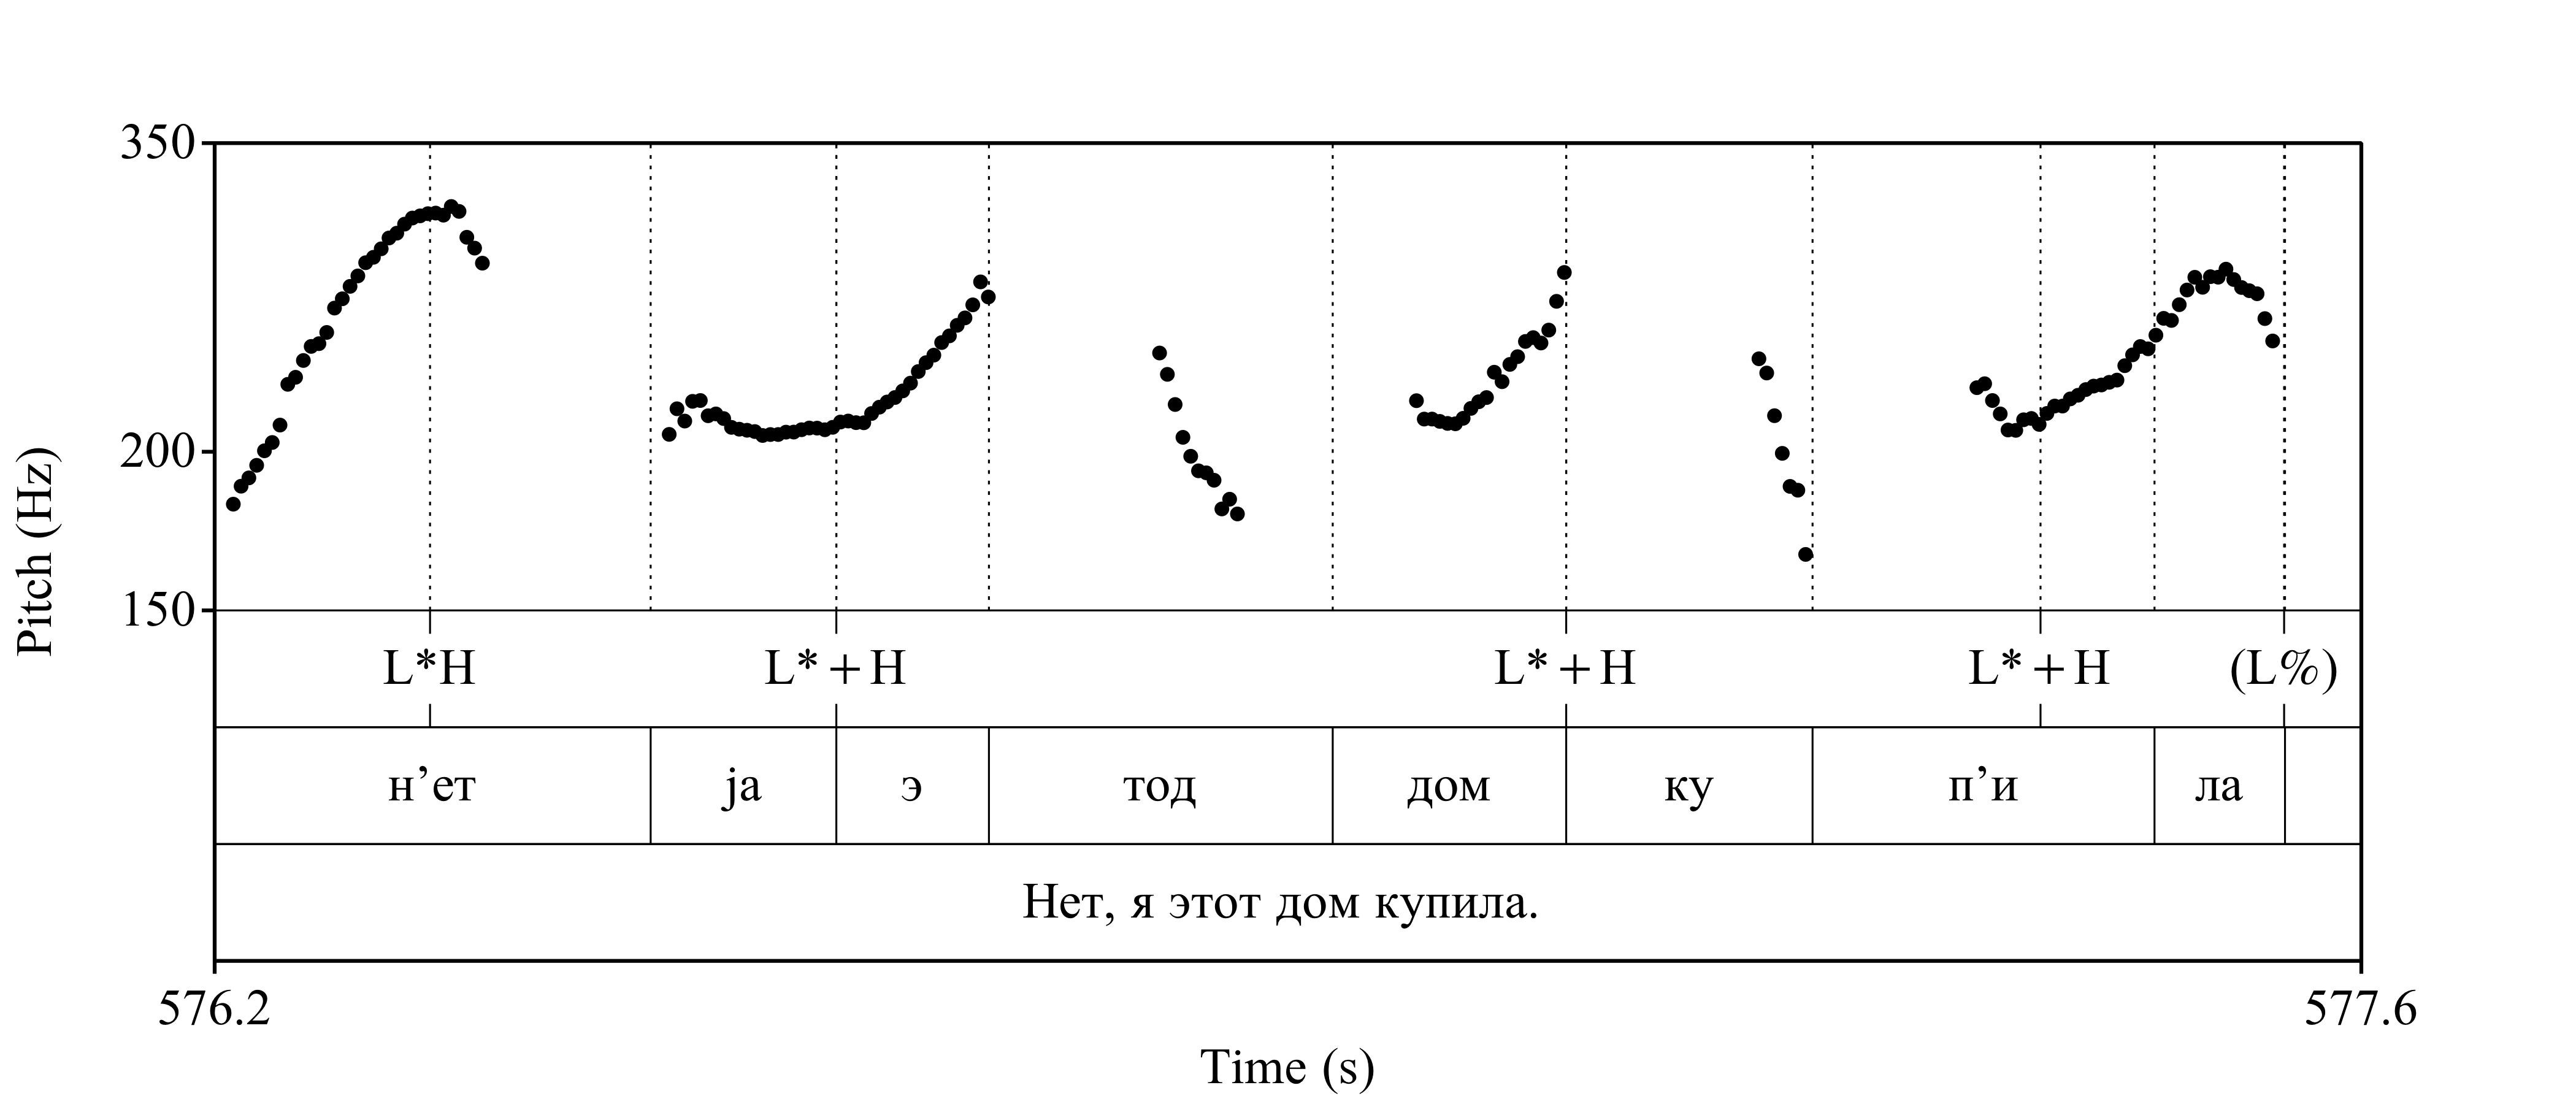 350
200
150
Pitch (Hz)
L*H L*+H L*+H L*+H (L%)
н’ет ја э тод дом ку п’и ла
Нет, я этот дом купила.
576.2 577.6
Time (s)